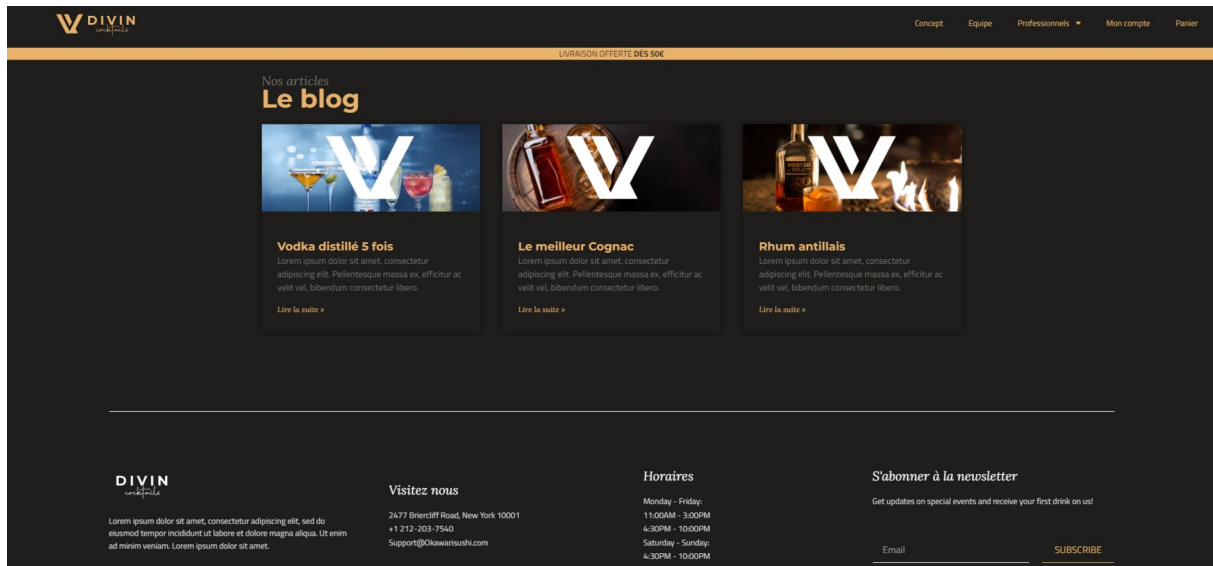 DIVIN
cocktails
Concept
Equipe
Professionnels
Mon compte
Panier
LIVRAISON OFFERTE DÈS 50€
Nos articles
Le blog
Vodka distillé 5 fois
Lorem ipsum dolor sit amet, consectetur
adipiscing elit. Pellentesque massa ex, efficitur ac
velit vel, bibendum consectetur libero.
Lire la suite »
Le meilleur Cognac
Lorem ipsum dolor sit amet, consectetur
adipiscing elit. Pellentesque massa ex, efficitur ac
velit vel, bibendum consectetur libero.
Lire la suite »
Rhum antillais
Lorem ipsum dolor sit amet, consectetur
adipiscing elit. Pellentesque massa ex, efficitur ac
velit vel, bibendum consectetur libero.
Lire la suite »
DIVIN
cocktails
Lorem ipsum dolor sit amet, consectetur adipiscing elit, sed do
eiusmod tempor incididunt ut labore et dolore magna aliqua. Ut enim
ad minim veniam. Lorem ipsum dolor sit amet.
Visitez nous
2477 Briercliff Road, New York 10001
+1 212-203-7540
Support@Okawarisushi.com
Horaires
Monday - Friday:
11:00AM - 3:00PM
4:30PM - 10:00PM
Saturday - Sunday:
4:30PM - 10:00PM
S'abonner à la newsletter
Get updates on special events and receive your first drink on us!
Email
SUBSCRIBE